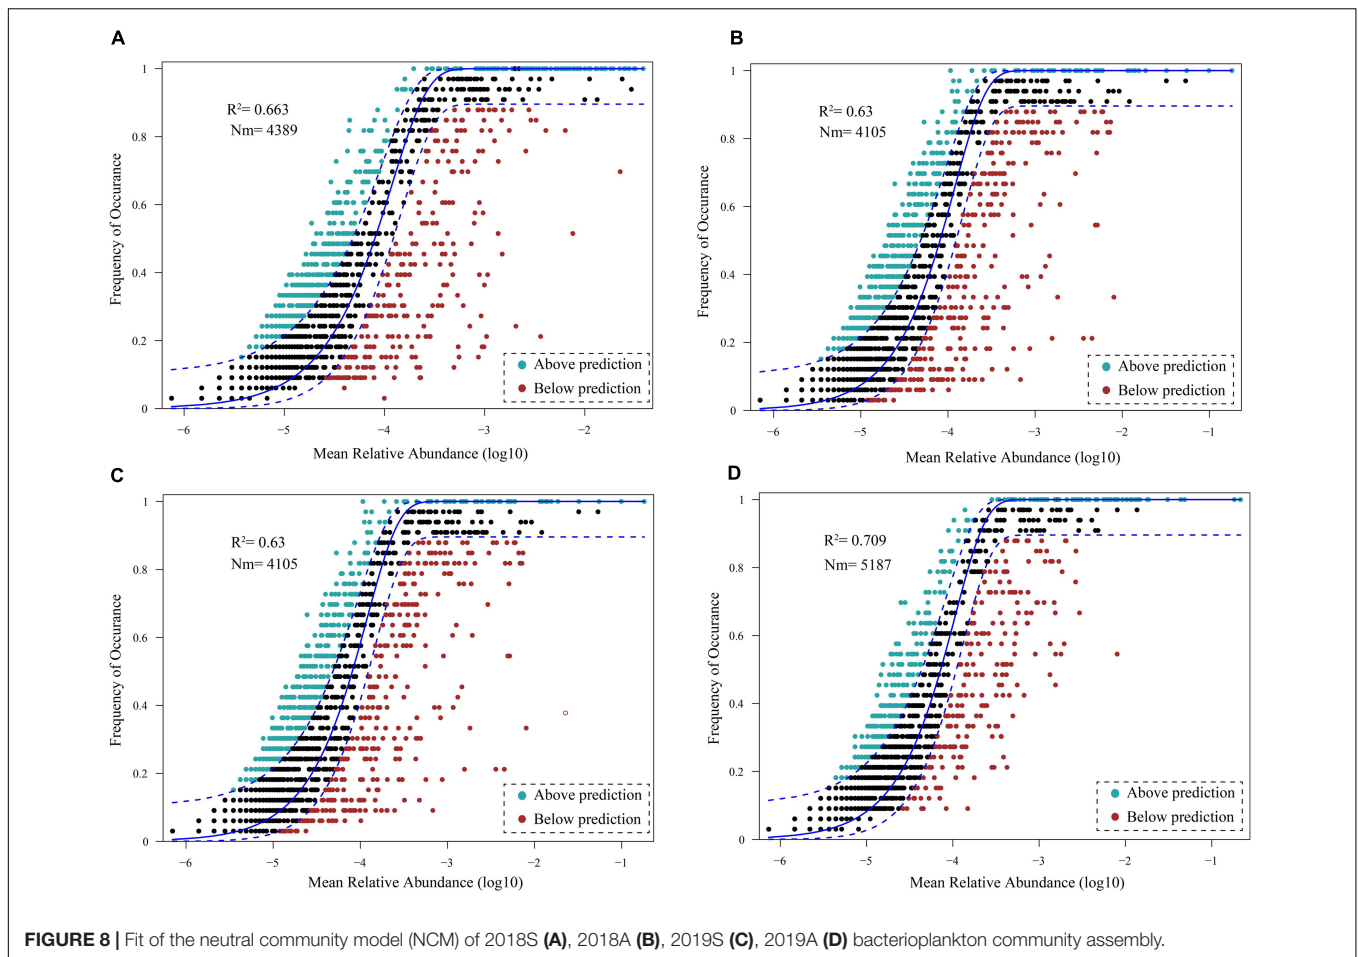 A
R²= 0.663
Nm= 4389
Frequency of Occurance
1
0.8
0.6
0.4
0.2
0
Above prediction
Below prediction
−6 −5 −4 −3 −2
Mean Relative Abundance (log10)
B
R²= 0.63
Nm= 4105
Frequency of Occurance
1
0.8
0.6
0.4
0.2
0
Above prediction
Below prediction
−6 −5 −4 −3 −2 −1
Mean Relative Abundance (log10)
C
R²= 0.63
Nm= 4105
Frequency of Occurance
1
0.8
0.6
0.4
0.2
0
Above prediction
Below prediction
−6 −5 −4 −3 −2 −1
Mean Relative Abundance (log10)
D
R²= 0.709
Nm= 5187
Frequency of Occurance
1
0.8
0.6
0.4
0.2
0
Above prediction
Below prediction
−6 −5 −4 −3 −2 −1
Mean Relative Abundance (log10)
FIGURE 8 | Fit of the neutral community model (NCM) of 2018S (A), 2018A (B), 2019S (C), 2019A (D) bacterioplankton community assembly.